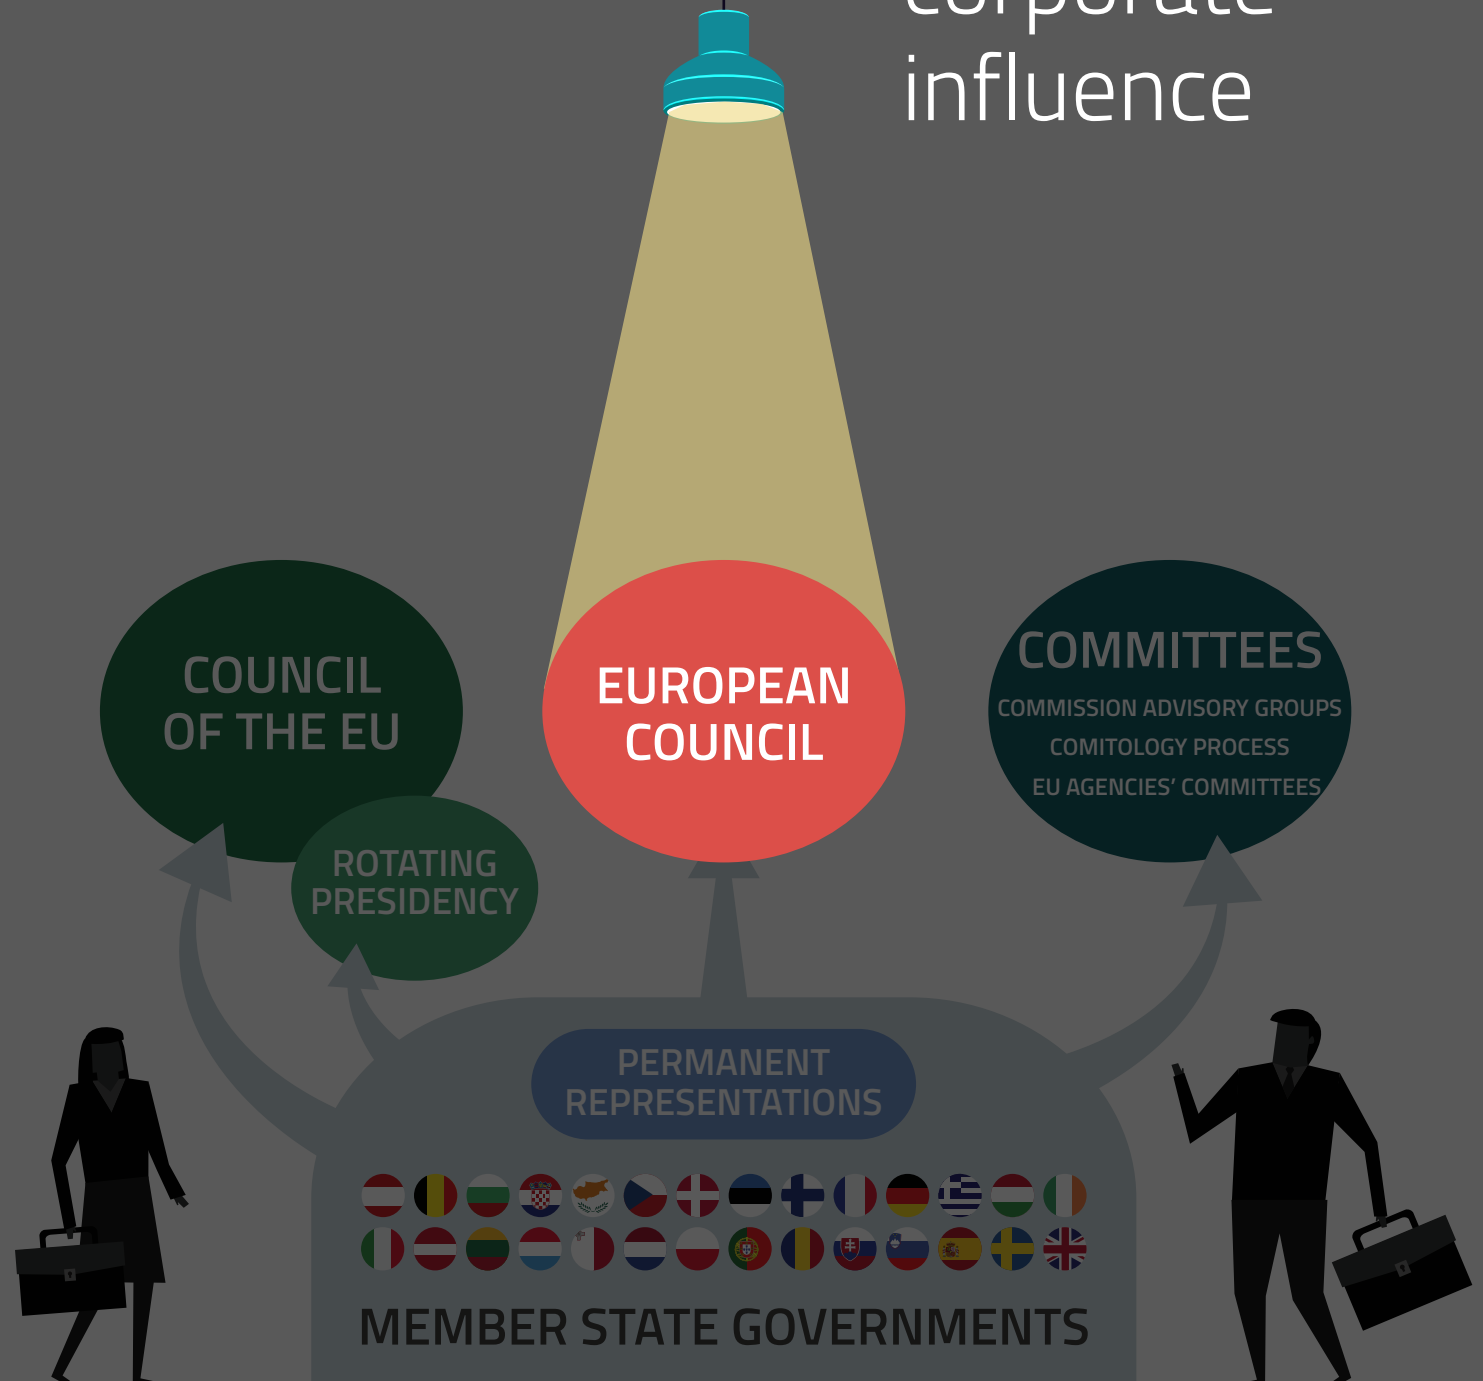 corporate
influence
COUNCIL
OF THE EU
EUROPEAN
COUNCIL
COMMITTEES
COMMISSION ADVISORY GROUPS
COMITOLOGY PROCESS
EU AGENCIES’ COMMITTEES
ROTATING
PRESIDENCY
PERMANENT
REPRESENTATIONS
MEMBER STATE GOVERNMENTS